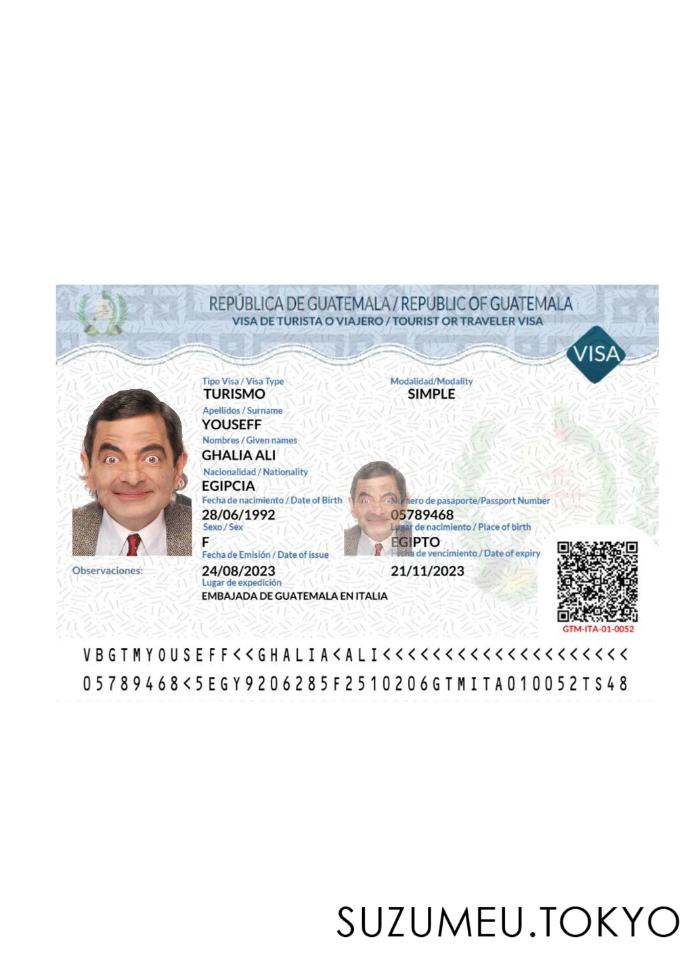 REPÚBLICA DE GUATEMALA / REPUBLIC OF GUATEMALA
VISA DE TURISTA O VIAJERO / TOURIST OR TRAVELER VISA
VISA
Tipo Visa / Visa Type
TURISMO
Modalidad/Modality
SIMPLE
Apellidos / Surname
YOUSEFF
Nombres / Given names
GHALIA ALI
Nacionalidad / Nationality
EGIPCIA
Fecha de nacimiento / Date of Birth
28/06/1992
Número de pasaporte/Passport Number
05789468
Sexo / Sex
F
Lugar de nacimiento / Place of birth
EGIPTO
Fecha de Emisión / Date of issue
24/08/2023
Fecha de vencimiento / Date of expiry
21/11/2023
Observaciones:
Lugar de expedición
EMBAJADA DE GUATEMALA EN ITALIA
GTM-ITA-01-0052
VBGTMYOUSEFF<<GHALIA<ALI<<<<<<<<<<<<<<<<<<<<
05789468<5EGY9206285F2510206GTMITA010052TS48
SUZUMEU.TOKYO